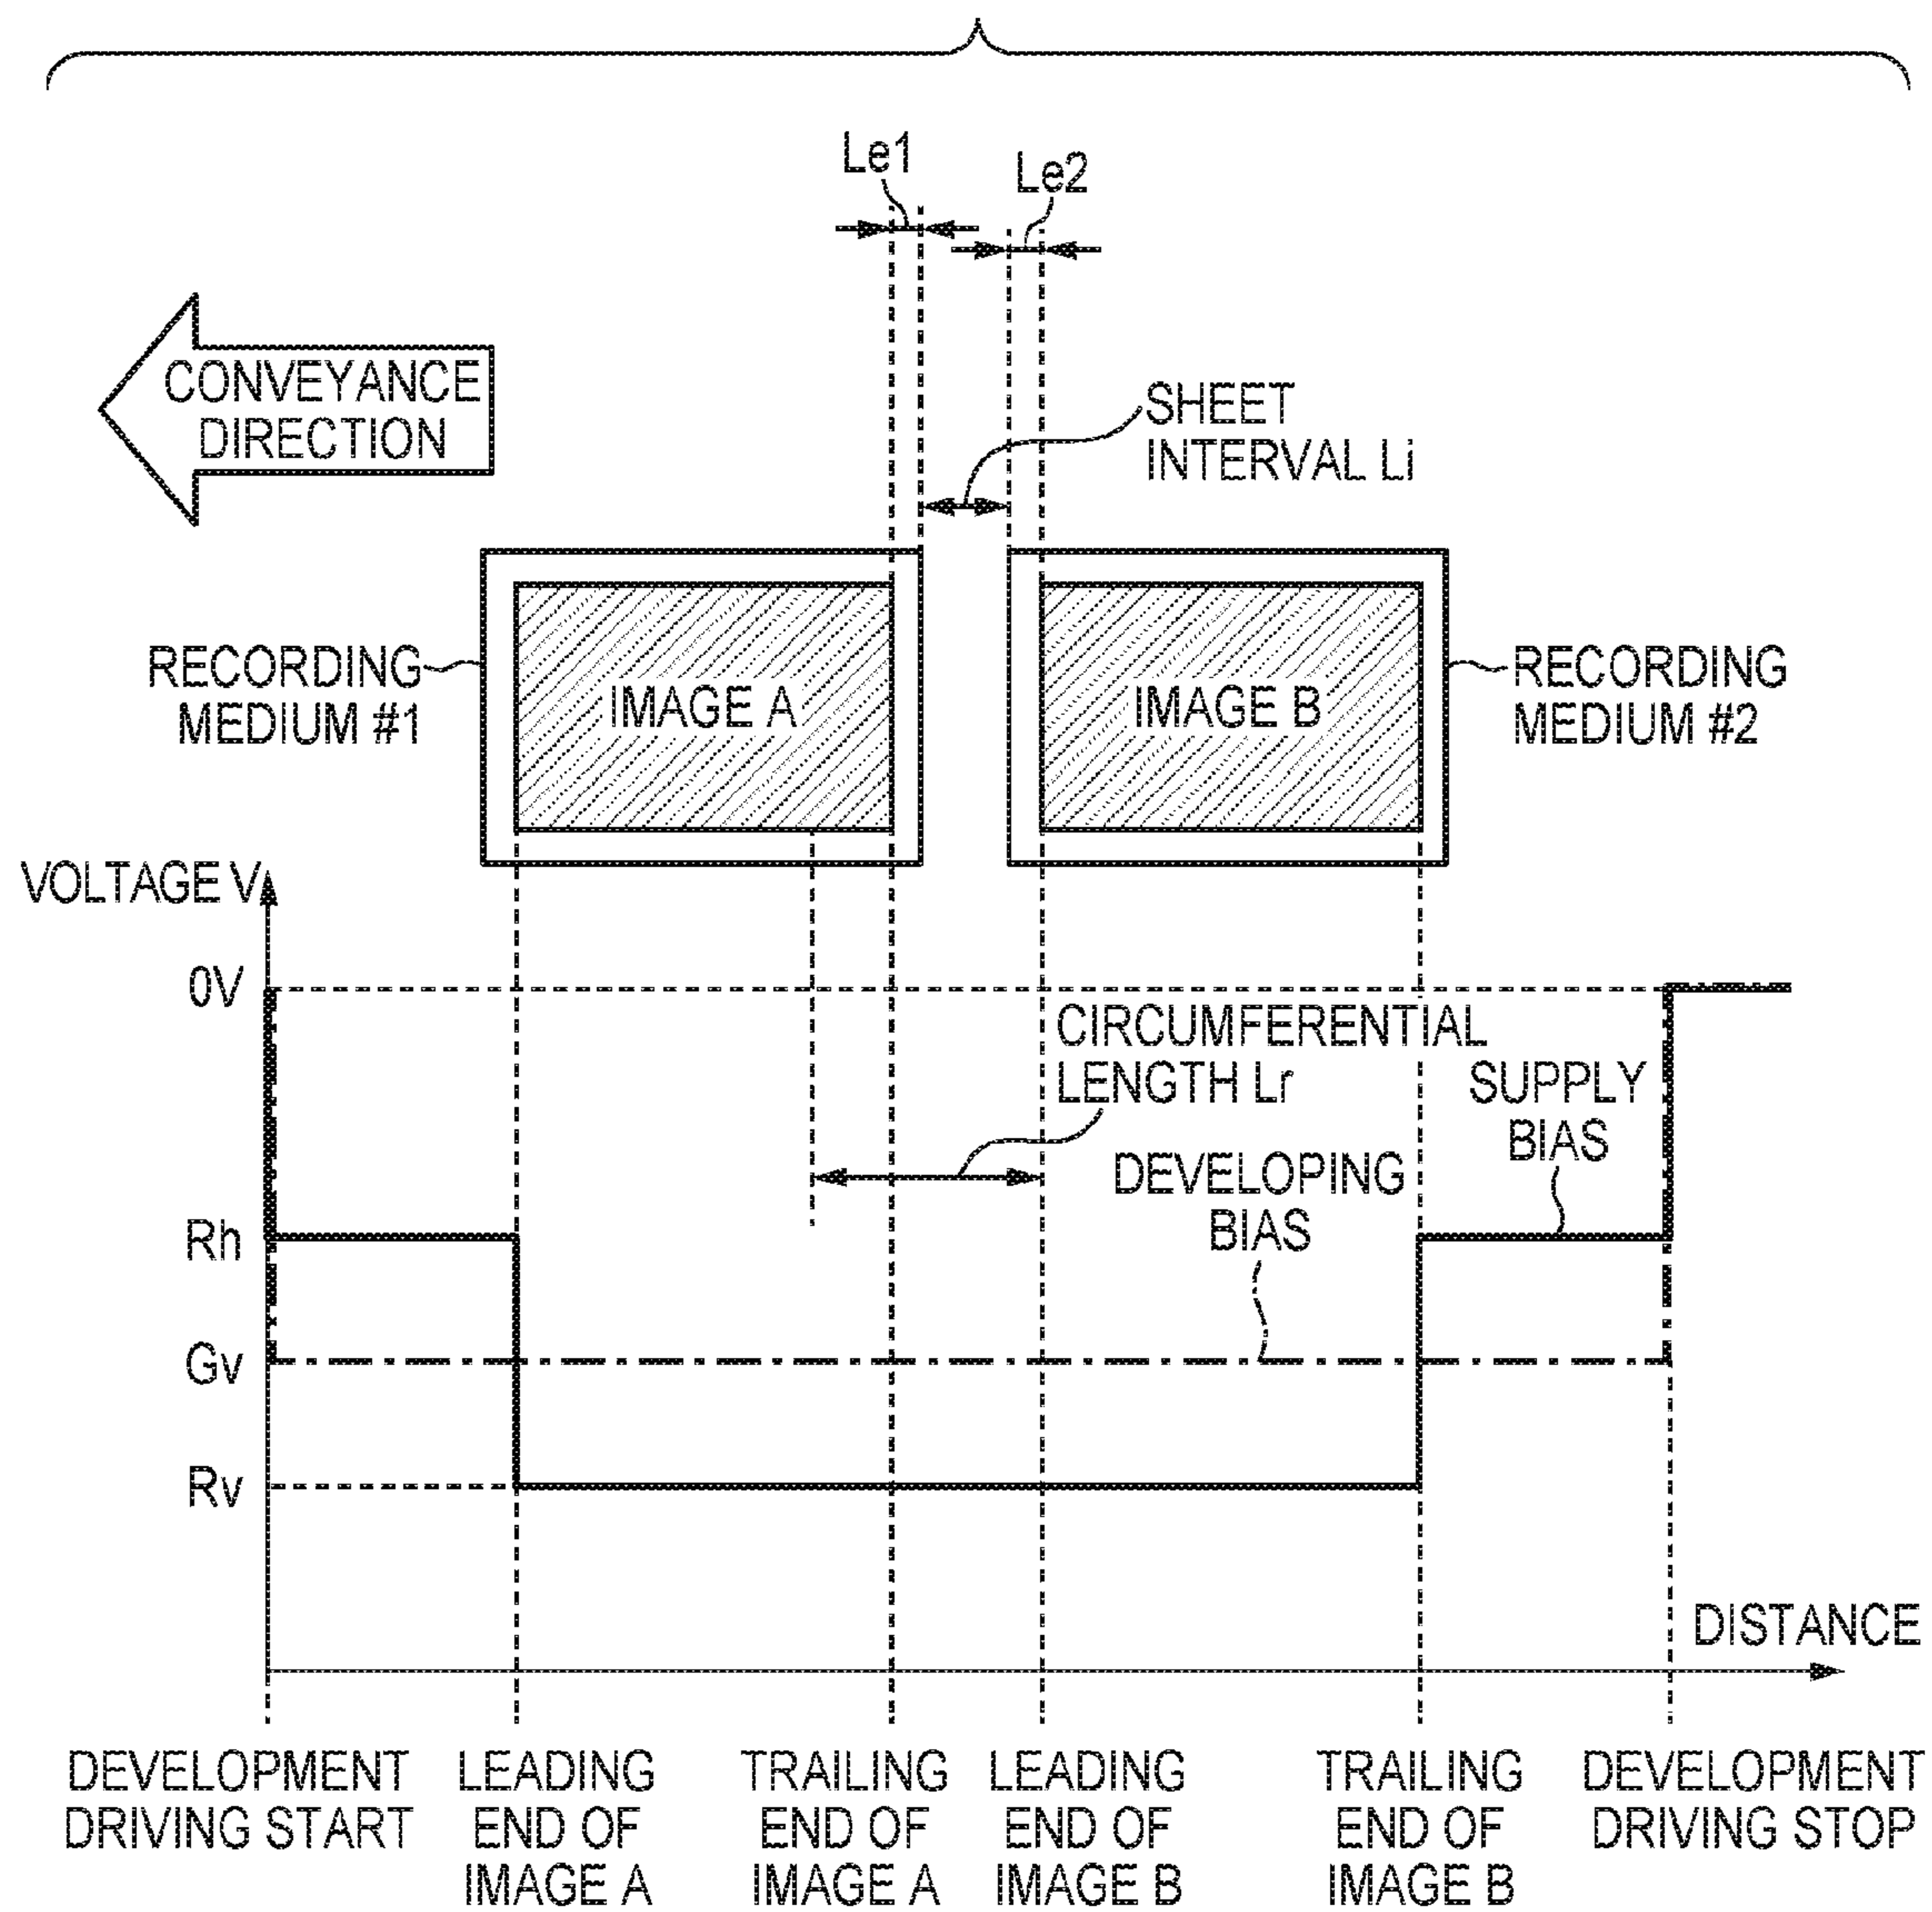 Le1
Le2
CONVEYANCE
DIRECTION
SHEET
INTERVAL Li
RECORDING
MEDIUM #1
IMAGE A
IMAGE B
RECORDING
MEDIUM #2
VOLTAGE V
0V
CIRCUMFERENTIAL
LENGTH Lr
SUPPLY
BIAS
DEVELOPING
BIAS
Rh
Gv
Rv
DISTANCE
DEVELOPMENT
DRIVING START
LEADING
END OF
IMAGE A
TRAILING
END OF
IMAGE A
LEADING
END OF
IMAGE B
TRAILING
END OF
IMAGE B
DEVELOPMENT
DRIVING STOP